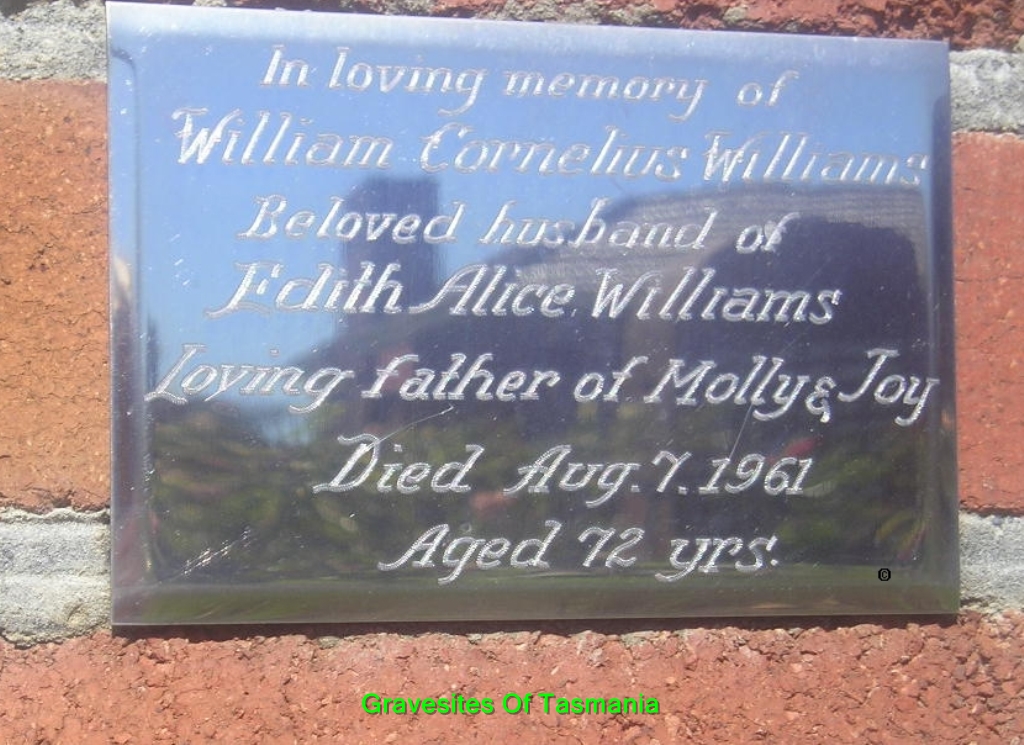 In loving memory of
William Cornelius Williams
Beloved husband of
Edith Alice Williams
Loving father of Molly & Joy
Died Aug. 7. 1961
Aged 72 yrs.
©
Gravesites Of Tasmania